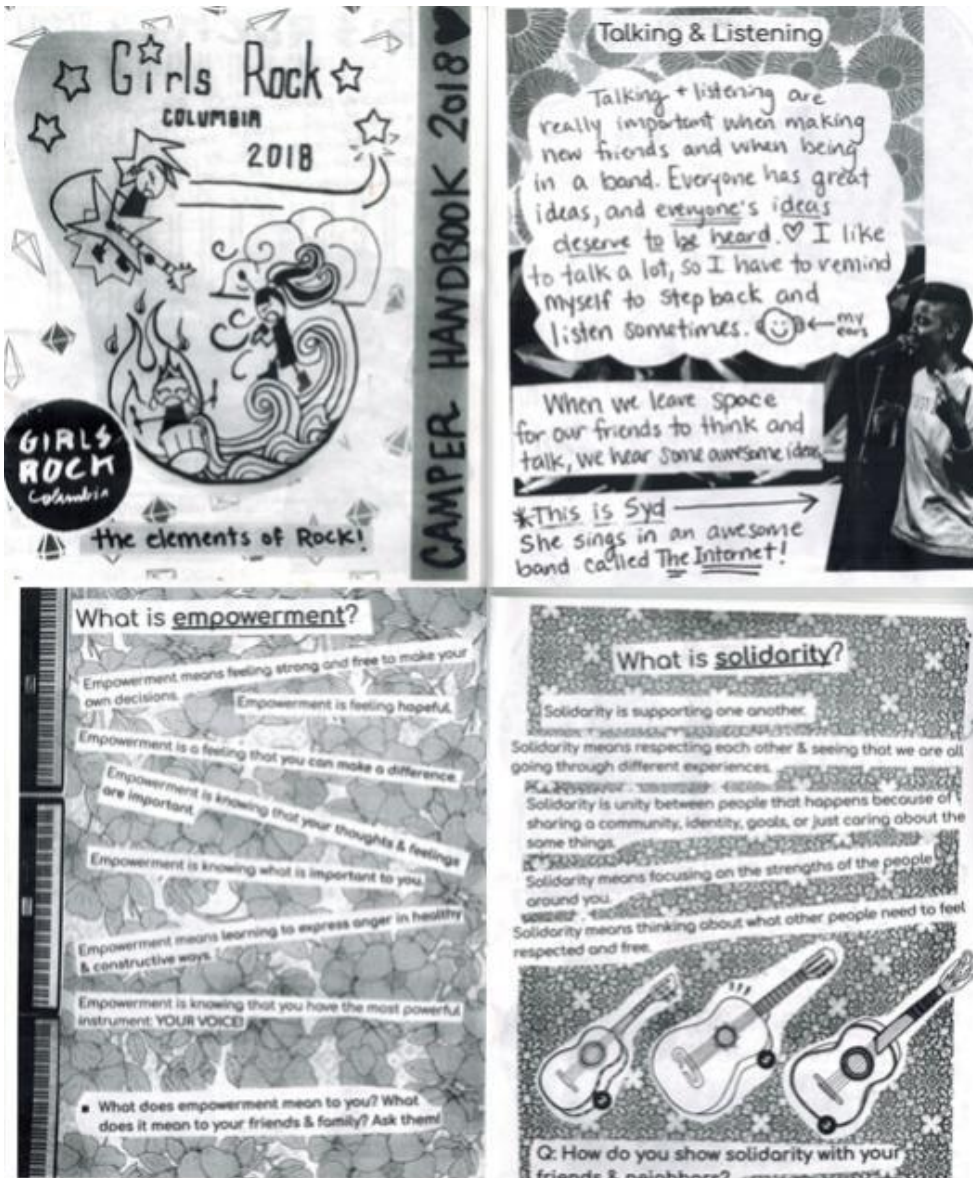 Girls Rock
COLUMBIA
2018
GIRLS
ROCK
Columbia
the elements of Rock!
CAMPER HANDBOOK 2018
Talking & Listening
Talking + listening are
really important when making
new friends and when being
in a band. Everyone has great
ideas, and everyone's ideas
deserve to be heard. ♡ I like
to talk a lot, so I have to remind
myself to step back and
listen sometimes.
my
ears
When we leave space
for our friends to think and
talk, we hear some awesome ideas
*This is Syd
She sings in an awesome
band called The Internet!
What is empowerment?
Empowerment means feeling strong and free to make your
own decisions.
Empowerment is feeling hopeful.
Empowerment is a feeling that you can make a difference.
Empowerment is knowing that your thoughts & feelings
are important.
Empowerment is knowing what is important to you.
Empowerment means learning to express anger in healthy
& constructive ways.
Empowerment is knowing that you have the most powerful
instrument: YOUR VOICE!
▪ What does empowerment mean to you? What
does it mean to your friends & family? Ask them!
What is solidarity?
Solidarity is supporting one another.
Solidarity means respecting each other & seeing that we are all
going through different experiences.
Solidarity is unity between people that happens because of
sharing a community, identity, goals, or just caring about the
same things.
Solidarity means focusing on the strengths of the people
around you.
Solidarity means thinking about what other people need to feel
respected and free.
Q: How do you show solidarity with your
friends & neighbors?